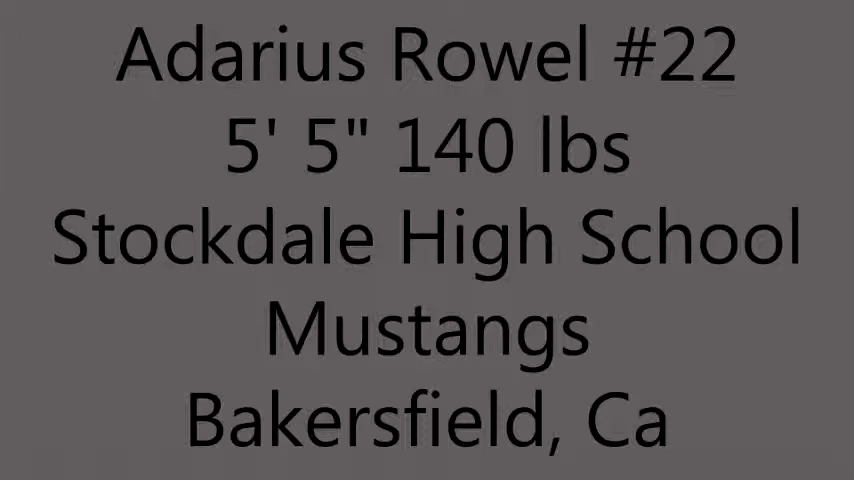 Adarius Rowel #22
5' 5" 140 lbs
Stockdale High School
Mustangs
Bakersfield, Ca